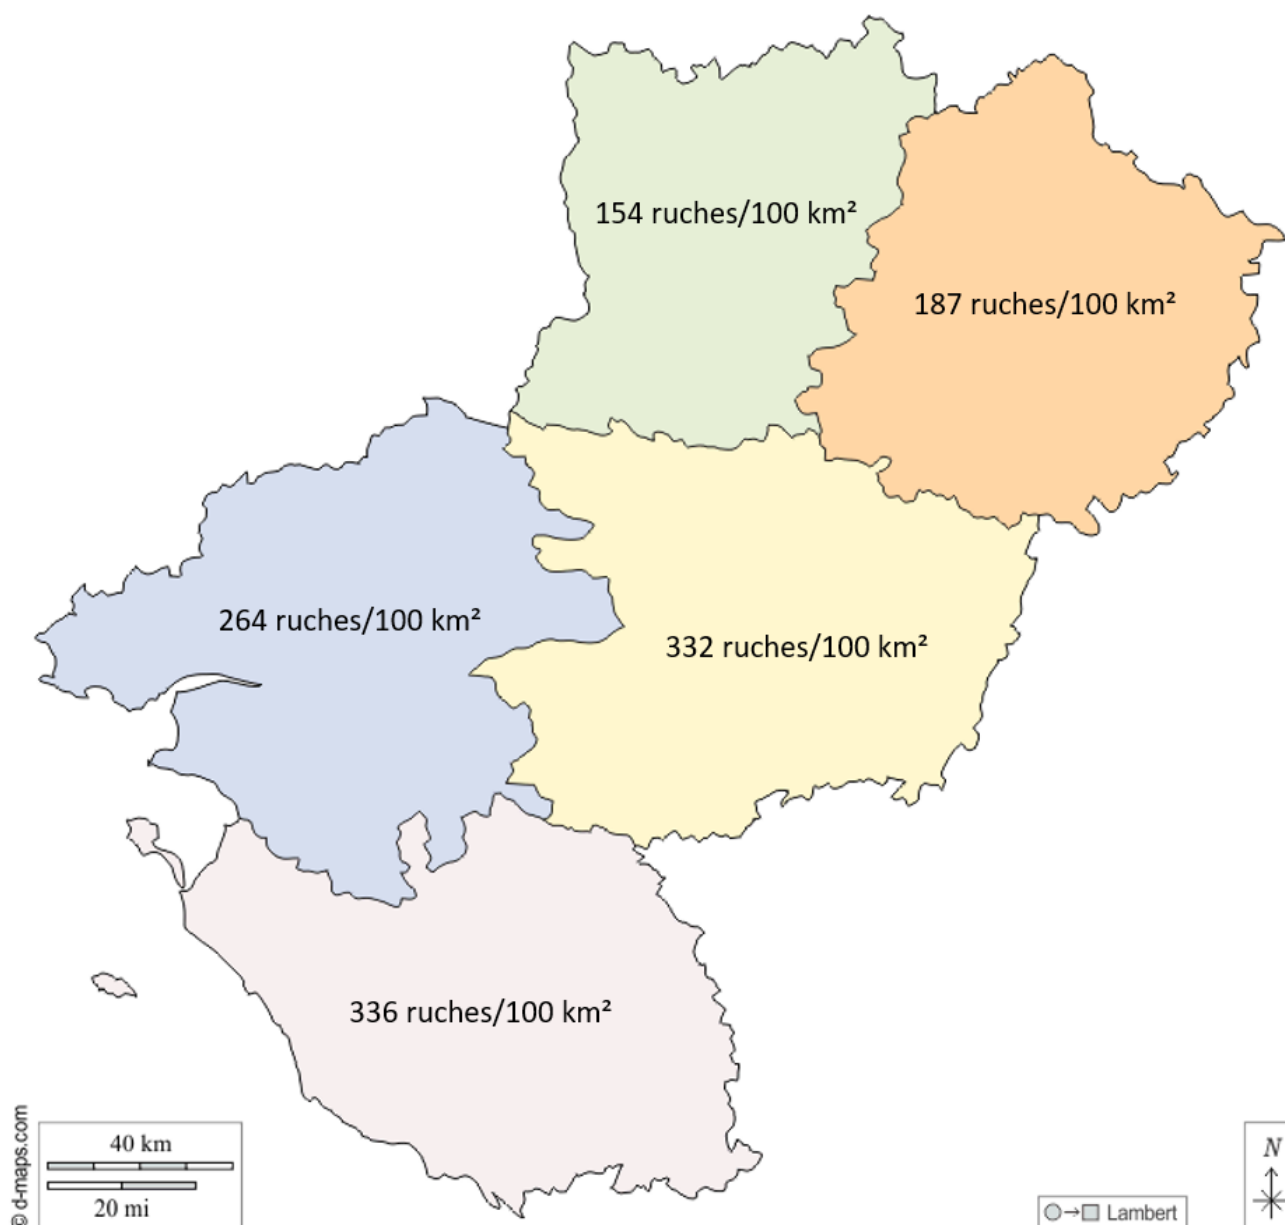 154 ruches/100 km²
187 ruches/100 km²
264 ruches/100 km²
332 ruches/100 km²
336 ruches/100 km²
© d-maps.com
40 km
20 mi
Lambert
N